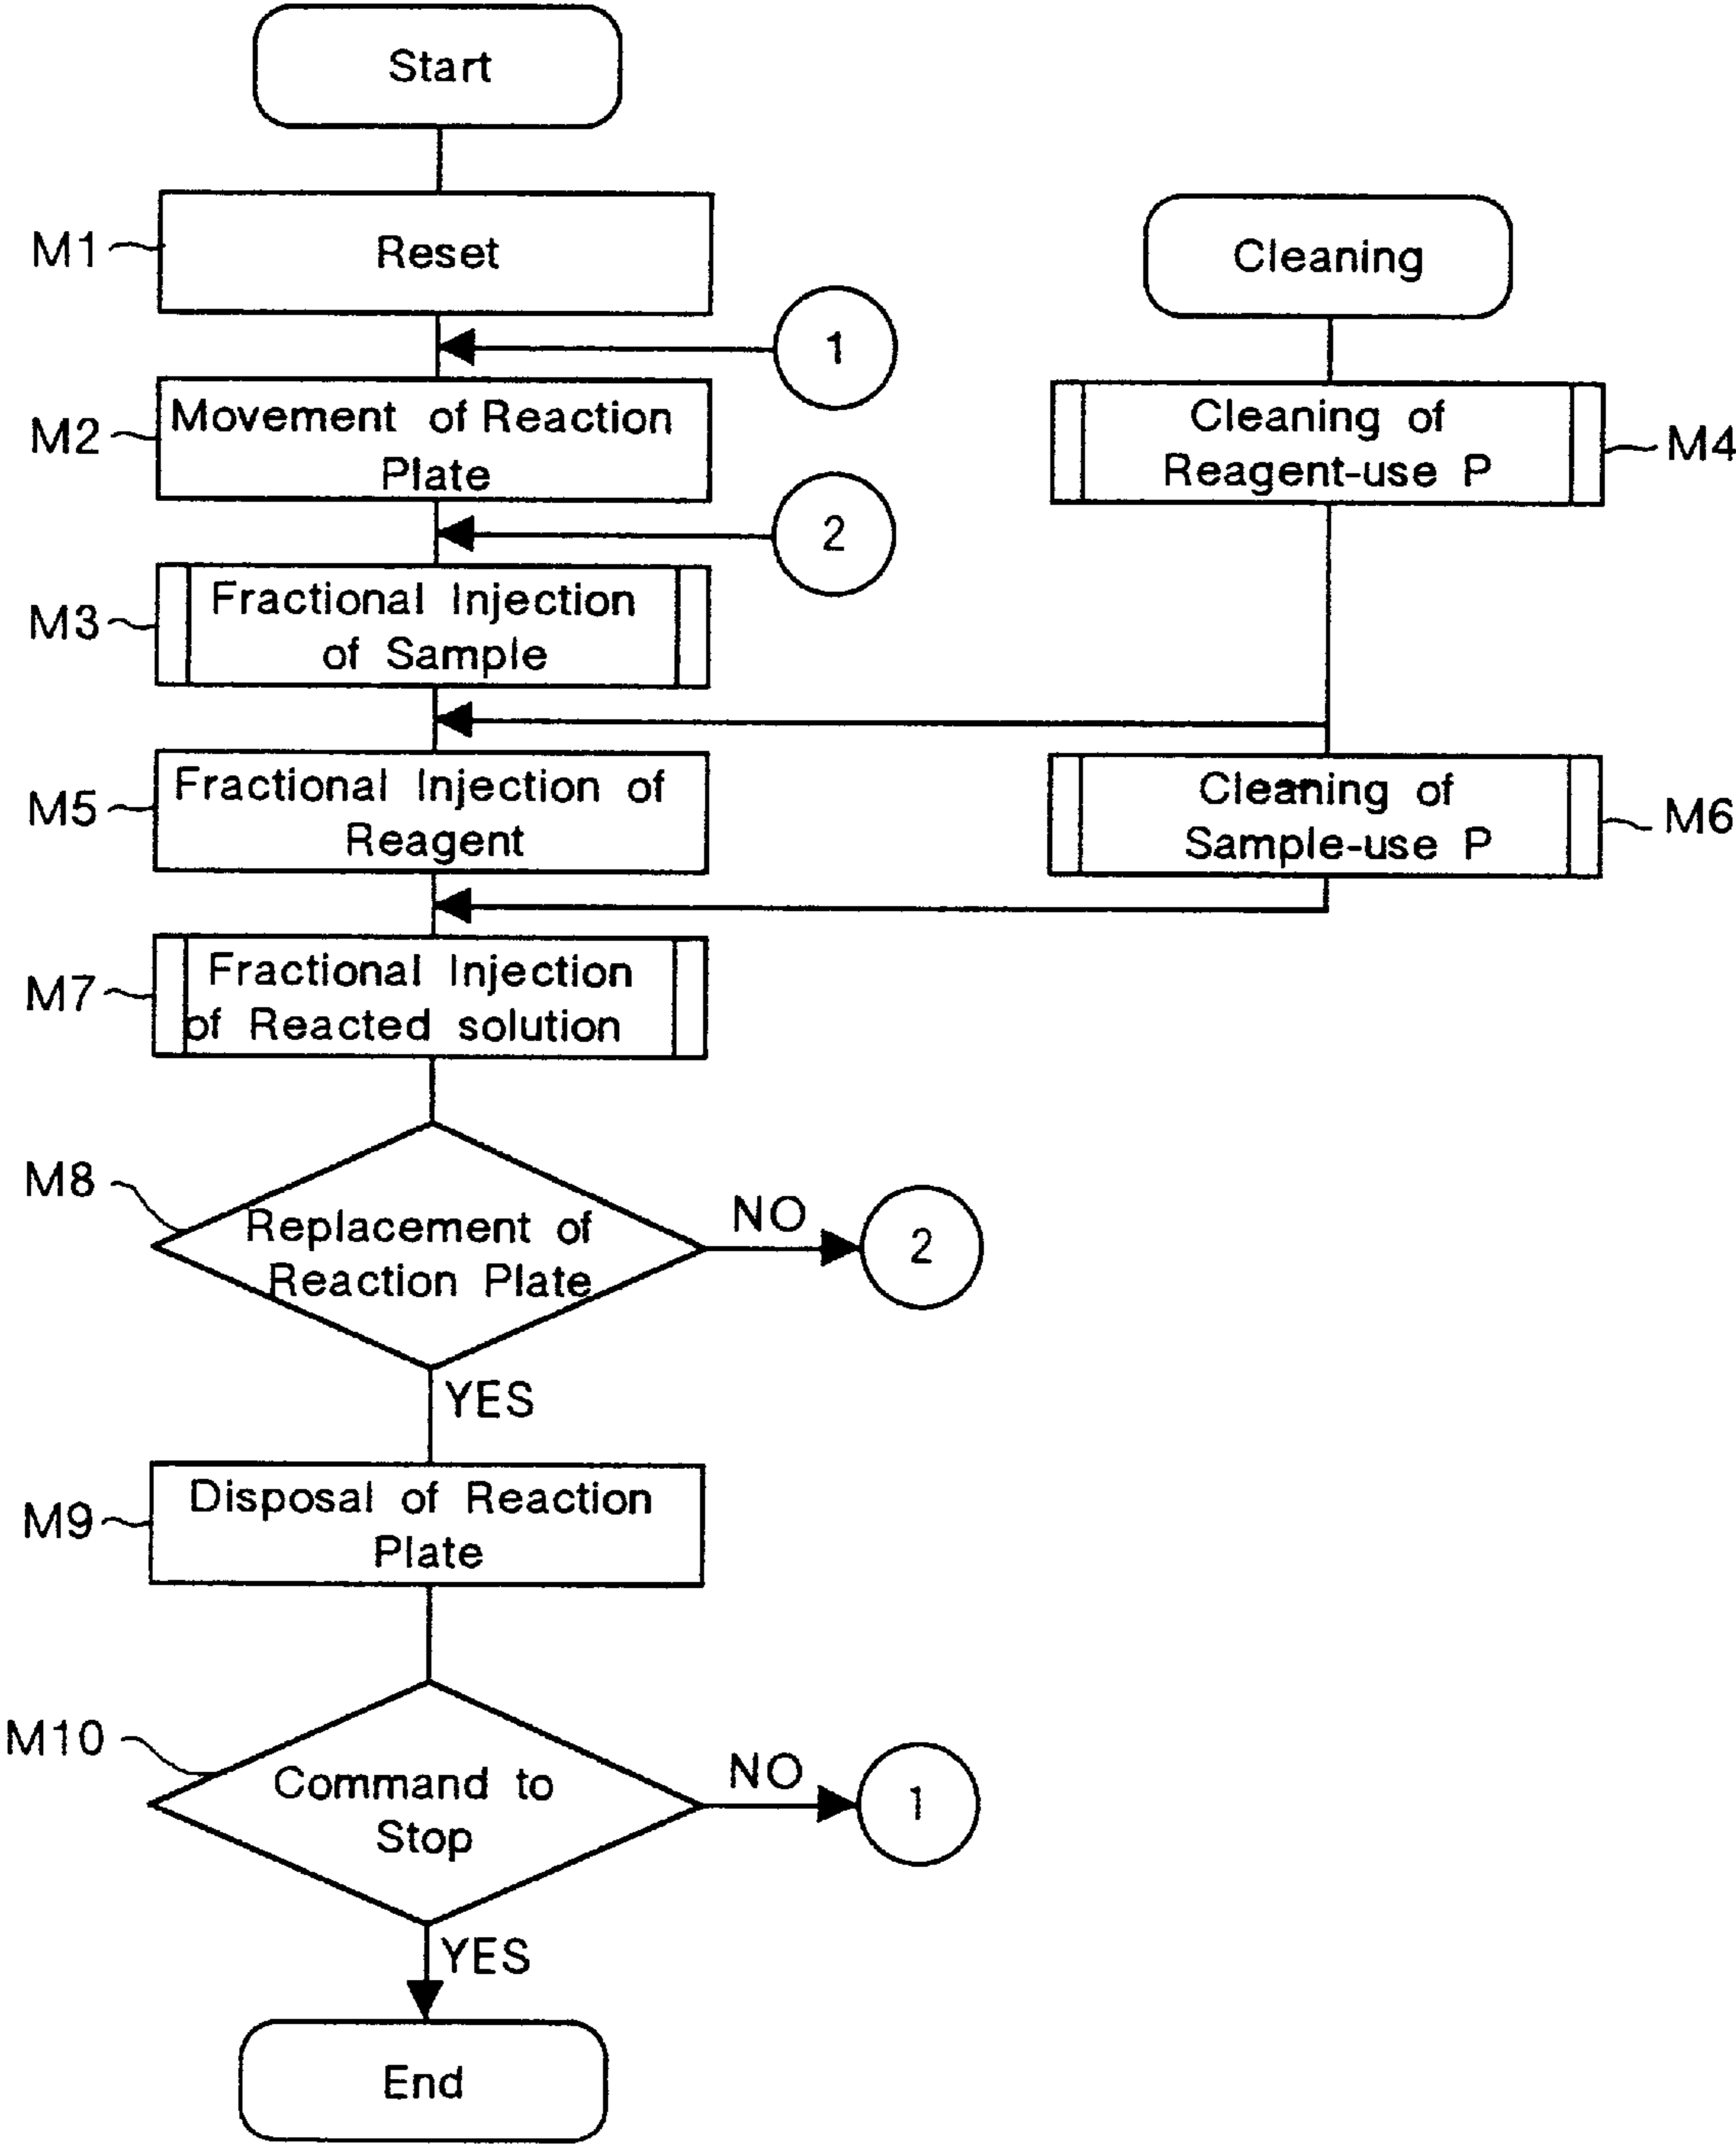 Start
M1
Reset
Cleaning
1
M2
Movement of Reaction
Plate
Cleaning of
Reagent-use P
M4
2
M3
Fractional Injection
of Sample
M5
Fractional Injection of
Reagent
Cleaning of
Sample-use P
M6
M7
Fractional Injection
of Reacted solution
M8
Replacement of
Reaction Plate
NO
2
YES
M9
Disposal of Reaction
Plate
M10
Command to
Stop
NO
1
YES
End